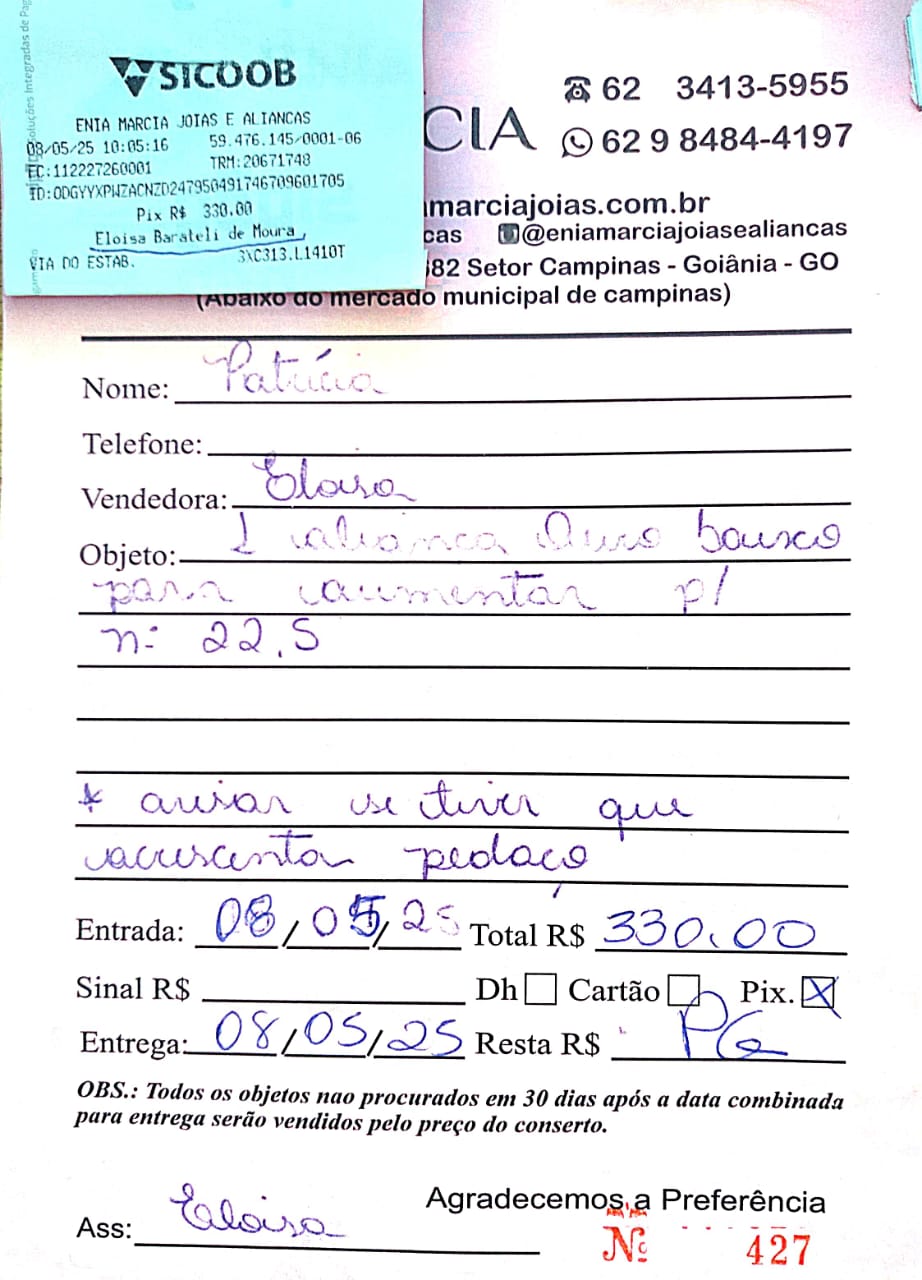 SICOOB
ENIA MARCIA JOIAS E ALIANCAS
08/05/25 10:05:16 59.476.145/0001-06
EC:112227260001 TRM:20671748
ID:ODGYYXPWZACNZD247950491746709601705
Pix R$ 330.00
Eloisa Barateli de Moura
VIA DO ESTAB. 3XC313.L1410T
Soluções Integradas de Pag
62 3413-5955
CIA
62 9 8484-4197
marciajoias.com.br
cas @eniamarciajoiasealiancas
682 Setor Campinas - Goiânia - GO
(Abaixo do mercado municipal de campinas)
Nome: Patrícia
Telefone:
Vendedora: Eloisa
Objeto: 1 aliança Ouro
para aumentar p/
n: 22,5
* avisar se tiver que
acrescentar pedaço
Entrada: 08/05/25 Total R$ 330,00
Sinal R$ Dh Cartão Pix. X
Entrega: 08/05/25 Resta R$ PG
OBS.: Todos os objetos nao procurados em 30 dias após a data combinada
para entrega serão vendidos pelo preço do conserto.
Agradecemos a Preferência
Ass: Eloisa
Nº 427